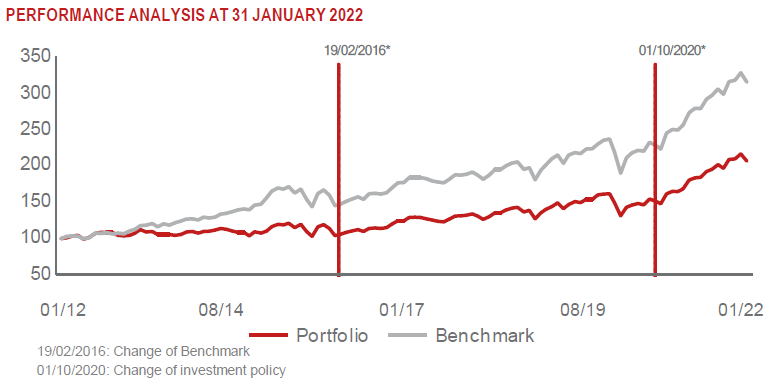 PERFORMANCE ANALYSIS AT 31 JANUARY 2022
19/02/2016*
01/10/2020*
350
300
250
200
150
100
50
01/12
08/14
01/17
08/19
01/22
Portfolio
Benchmark
19/02/2016: Change of Benchmark
01/10/2020: Change of investment policy